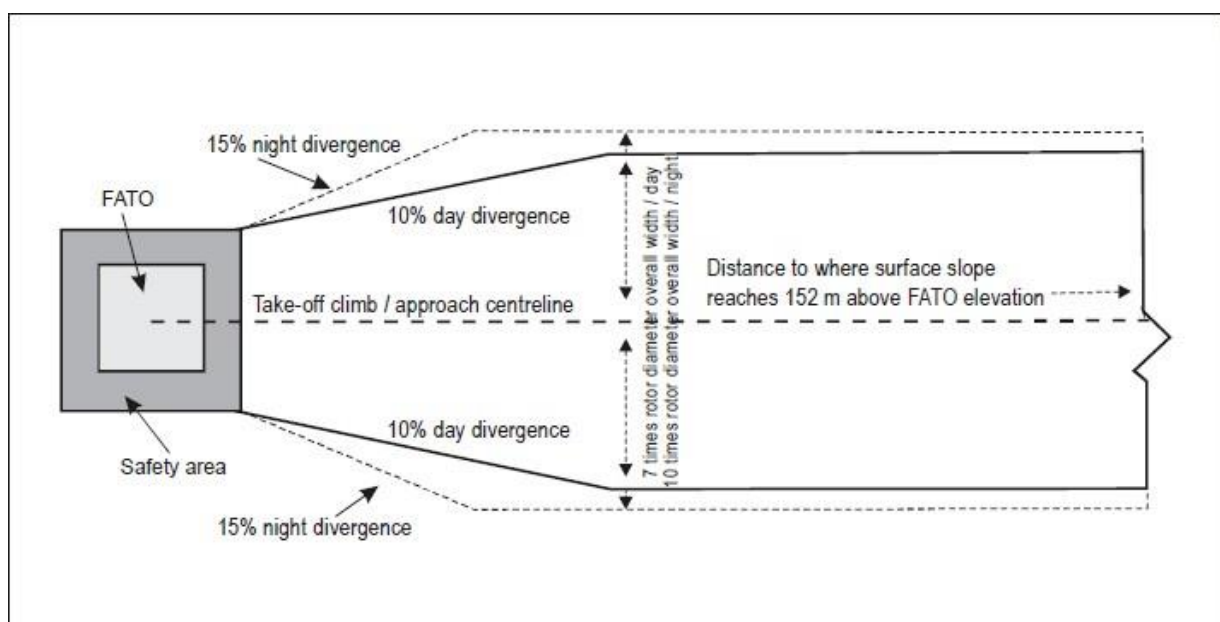 15% night divergence
FATO
10% day divergence
7 times rotor diameter overall width / day
10 times rotor diameter overall width / night
Distance to where surface slope
reaches 152 m above FATO elevation
Take-off climb / approach centreline
10% day divergence
Safety area
15% night divergence